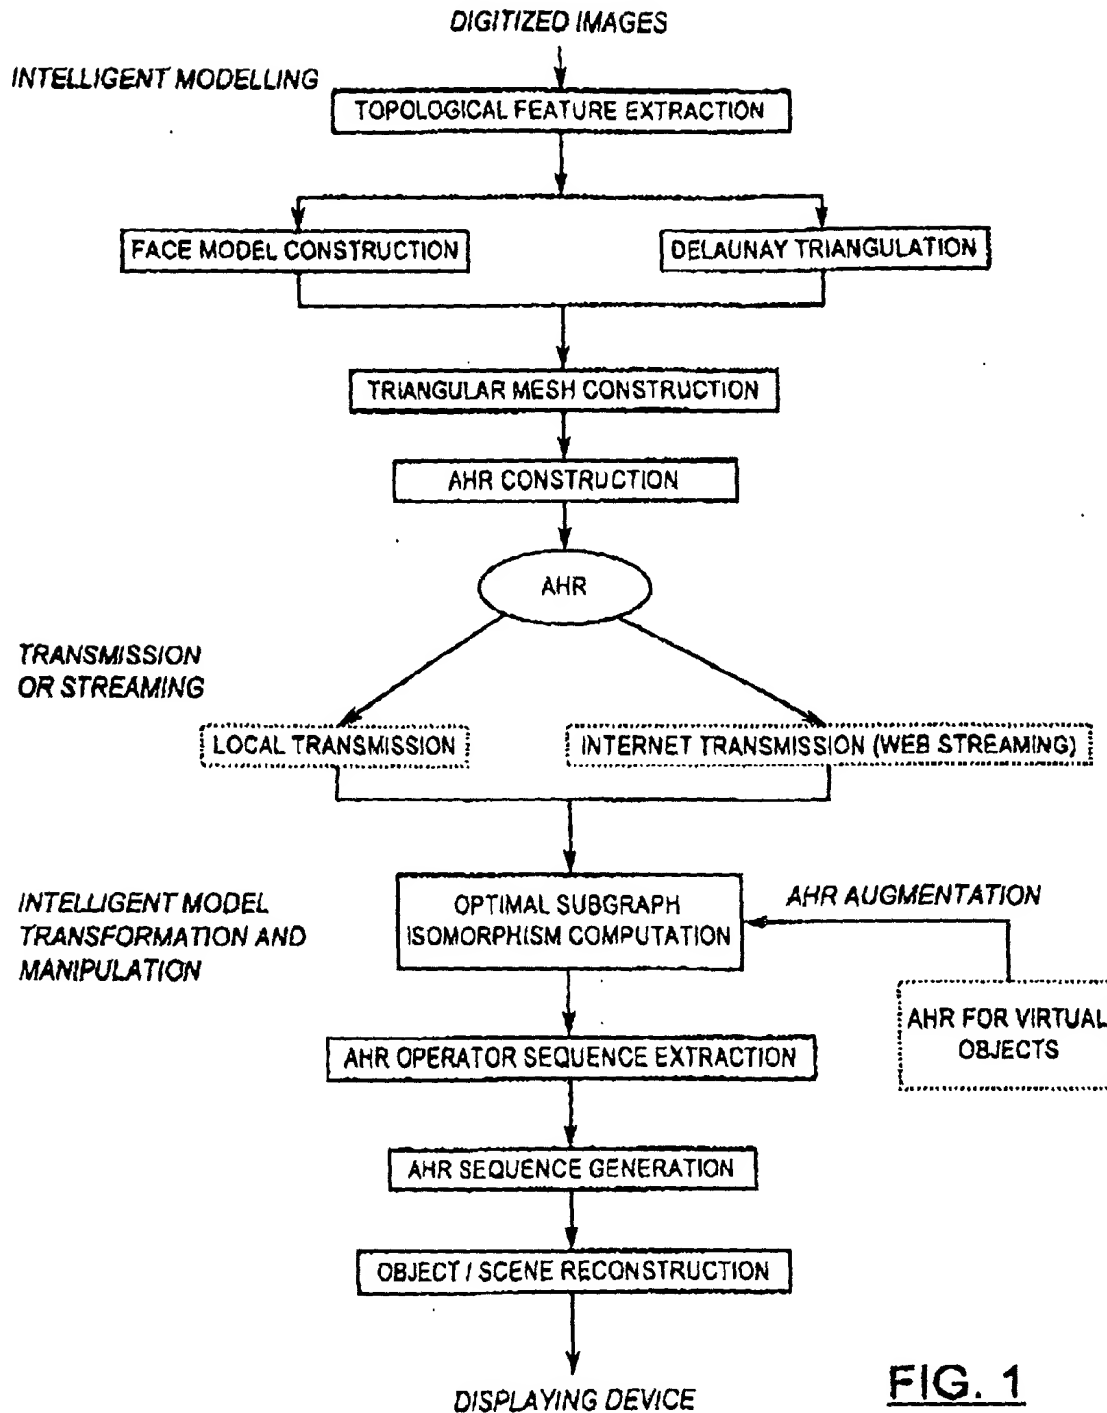 DIGITIZED IMAGES
INTELLIGENT MODELLING
TOPOLOGICAL FEATURE EXTRACTION
FACE MODEL CONSTRUCTION
DELAUNAY TRIANGULATION
TRIANGULAR MESH CONSTRUCTION
AHR CONSTRUCTION
AHR
TRANSMISSION
OR STREAMING
LOCAL TRANSMISSION
INTERNET TRANSMISSION (WEB STREAMING)
INTELLIGENT MODEL
TRANSFORMATION AND
MANIPULATION
OPTIMAL SUBGRAPH
ISOMORPHISM COMPUTATION
AHR AUGMENTATION
AHR FOR VIRTUAL
OBJECTS
AHR OPERATOR SEQUENCE EXTRACTION
AHR SEQUENCE GENERATION
OBJECT / SCENE RECONSTRUCTION
DISPLAYING DEVICE
FIG. 1